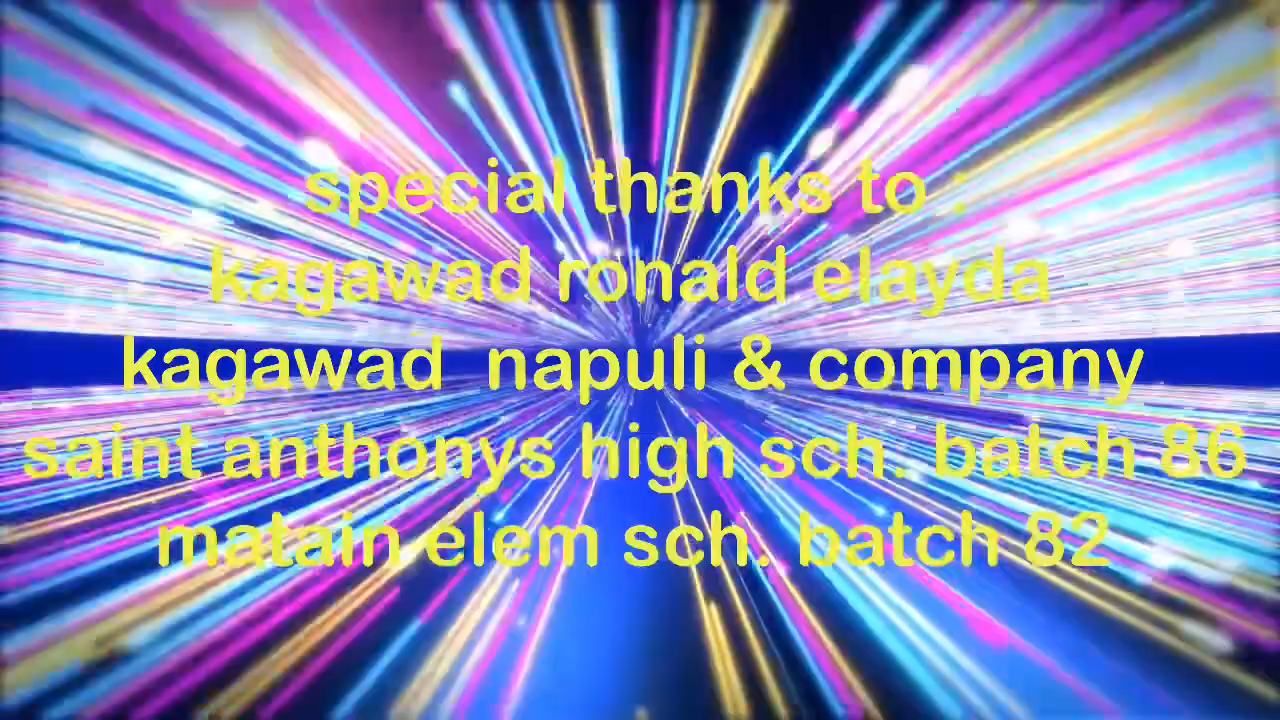 special thanks to :
kagawad ronald elayda
kagawad napuli & company
saint anthonys high sch. batch 86
matain elem sch. batch 82